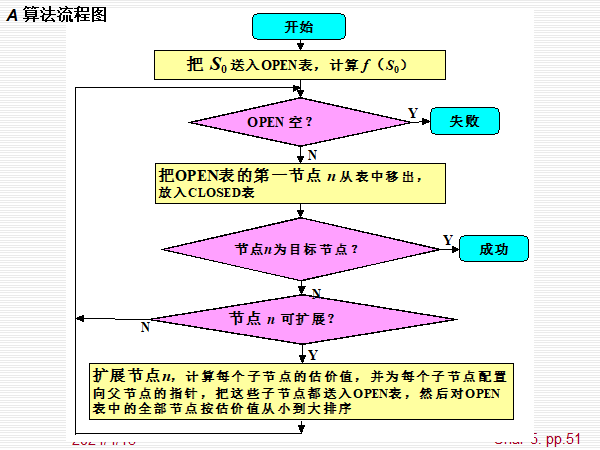 A 算法流程图
开始
把 S0 送入OPEN表，计算 f（S0）
OPEN 空？
Y
失败
N
把OPEN表的第一节点 n 从表中移出，
放入CLOSED表
节点n为目标节点？
Y
成功
N
节点 n 可扩展？
N
Y
扩展节点n，计算每个子节点的估价值，并为每个子节点配置
向父节点的指针，把这些子节点都送入OPEN表，然后对OPEN
表中的全部节点按估价值从小到大排序
5. pp.51